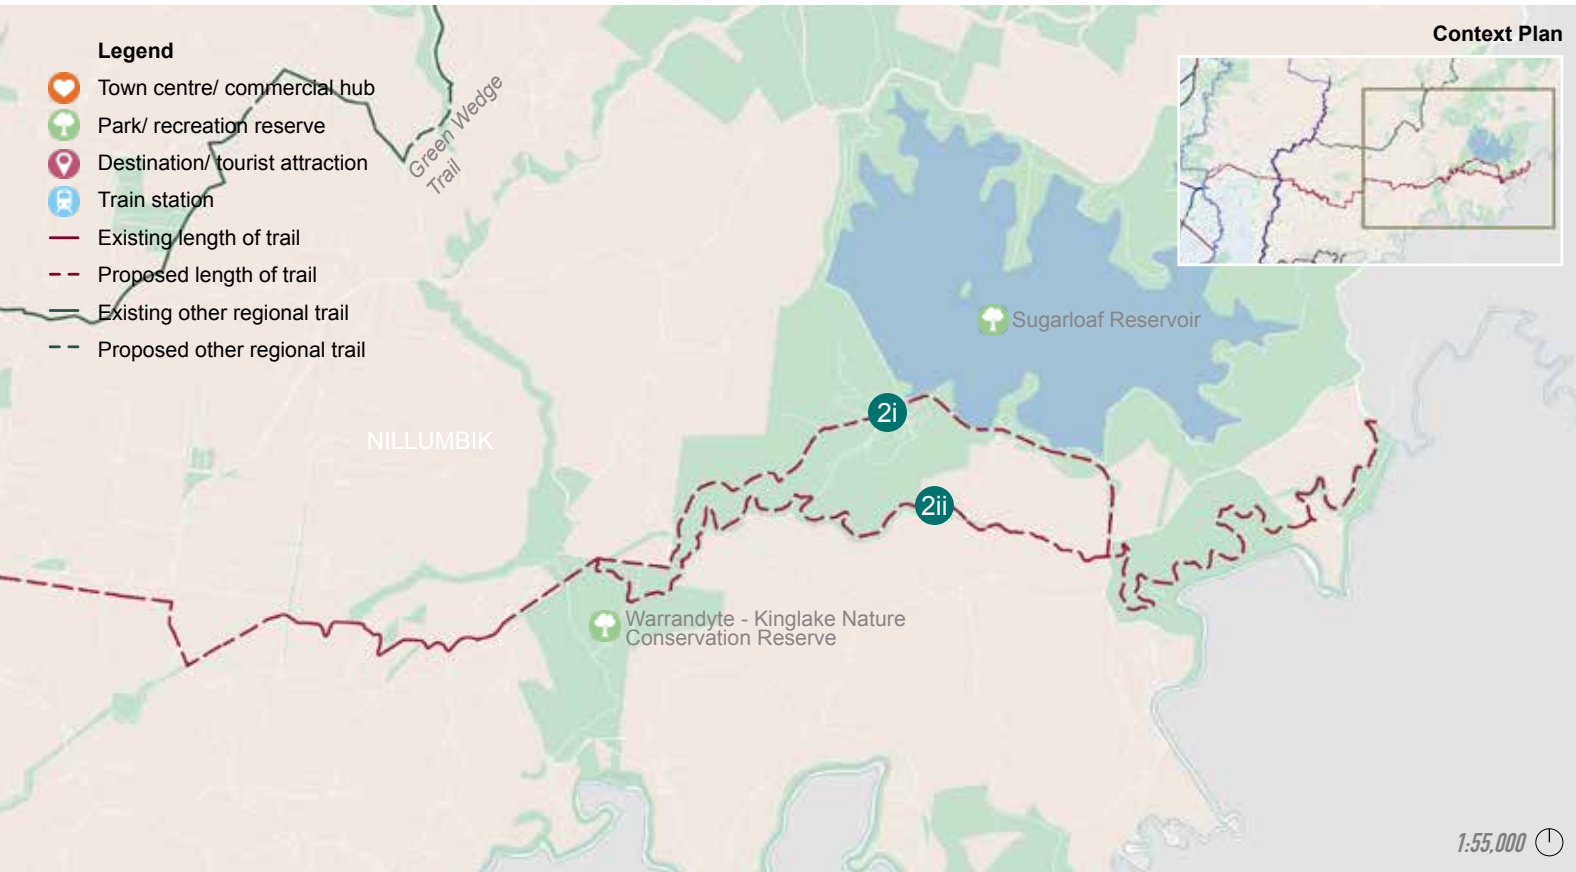 Legend
Town centre/ commercial hub
Park/ recreation reserve
Destination/ tourist attraction
Train station
Existing length of trail
Proposed length of trail
Existing other regional trail
Proposed other regional trail
Green Wedge
Trail
Context Plan
Sugarloaf Reservoir
2i
NILLUMBIK
2ii
Warrandyte - Kinglake Nature
Conservation Reserve
1:55,000